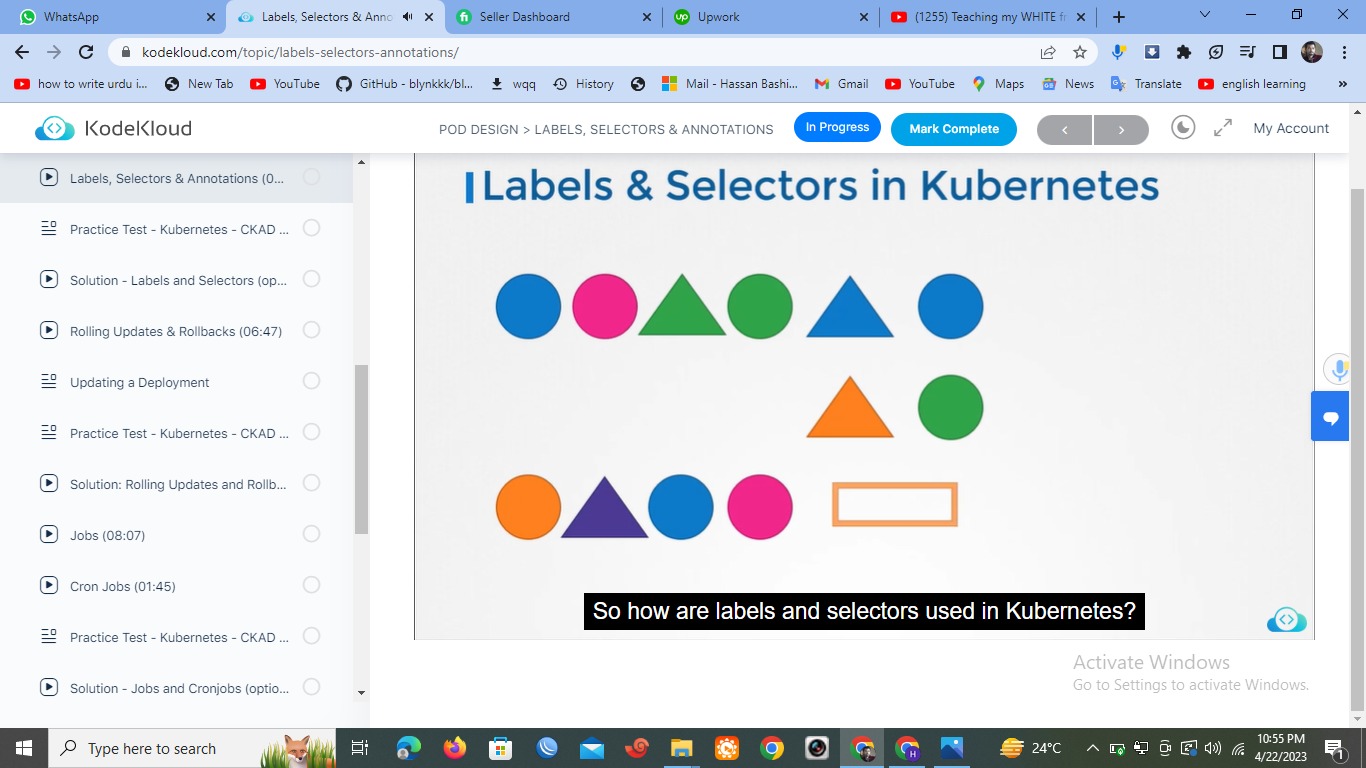 WhatsApp
Labels, Selectors & Anno
Seller Dashboard
Upwork
(1255) Teaching my WHITE fr
kodekloud.com/topic/labels-selectors-annotations/
how to write urdu i...
New Tab
YouTube
GitHub - blynkkk/bl...
wqq
History
Mail - Hassan Bashi...
Gmail
YouTube
Maps
News
Translate
english learning
»
KodeKloud
POD DESIGN > LABELS, SELECTORS & ANNOTATIONS
In Progress
Mark Complete
<
>
My Account
Labels, Selectors & Annotations (0...
Practice Test - Kubernetes - CKAD ...
Solution - Labels and Selectors (op...
Rolling Updates & Rollbacks (06:47)
Updating a Deployment
Practice Test - Kubernetes - CKAD ...
Solution: Rolling Updates and Rollb...
Jobs (08:07)
Cron Jobs (01:45)
Practice Test - Kubernetes - CKAD ...
Solution - Jobs and Cronjobs (optio...
Labels & Selectors in Kubernetes
So how are labels and selectors used in Kubernetes?
Activate Windows
Go to Settings to activate Windows.
Type here to search
24°C
10:55 PM
4/22/2023
1